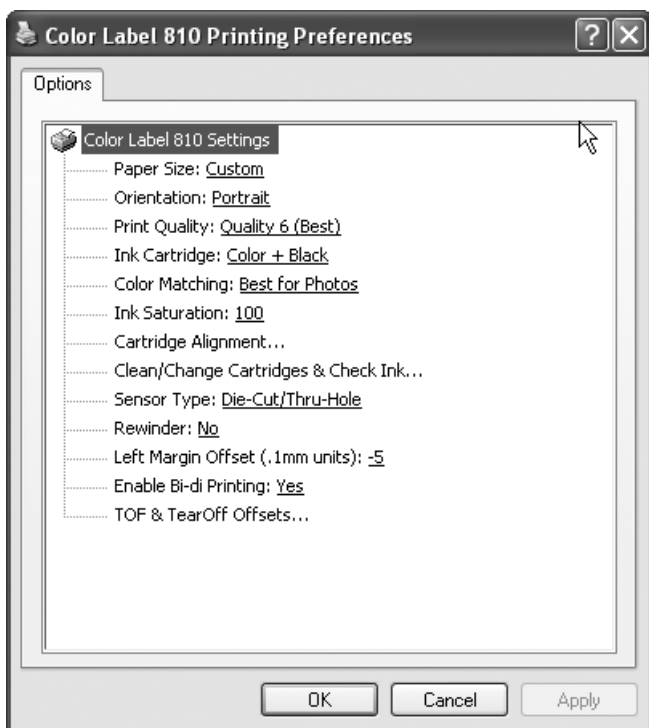 Color Label 810 Printing Preferences
Options
Color Label 810 Settings
Paper Size: Custom
Orientation: Portrait
Print Quality: Quality 6 (Best)
Ink Cartridge: Color + Black
Color Matching: Best for Photos
Ink Saturation: 100
Cartridge Alignment...
Clean/Change Cartridges & Check Ink...
Sensor Type: Die-Cut/Thru-Hole
Rewinder: No
Left Margin Offset (.1mm units): -5
Enable Bi-di Printing: Yes
TOF & TearOff Offsets...
OK Cancel Apply